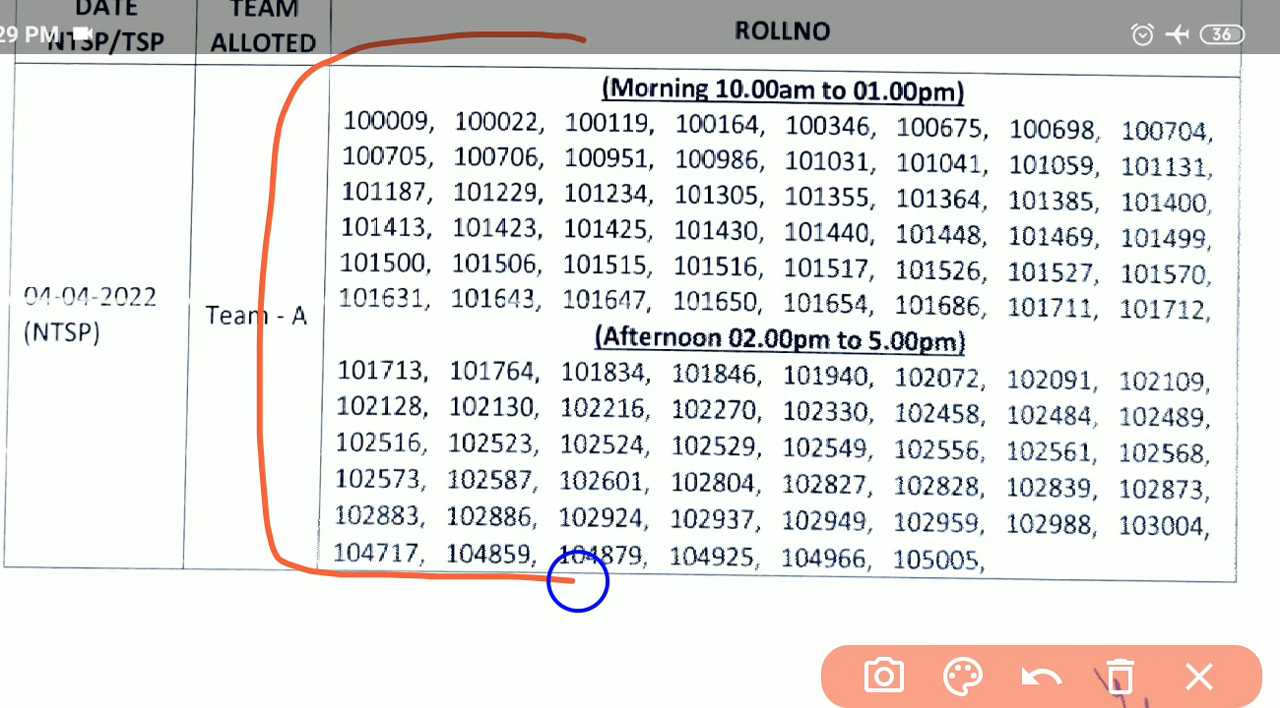 DATE
NTSP/TSP
TEAM
ALLOTED
ROLLNO
29 PM
36
04-04-2022
(NTSP)
Team - A
(Morning 10.00am to 01.00pm)
100009, 100022, 100119, 100164, 100346, 100675, 100698, 100704,
100705, 100706, 100951, 100986, 101031, 101041, 101059, 101131,
101187, 101229, 101234, 101305, 101355, 101364, 101385, 101400,
101413, 101423, 101425, 101430, 101440, 101448, 101469, 101499,
101500, 101506, 101515, 101516, 101517, 101526, 101527, 101570,
101631, 101643, 101647, 101650, 101654, 101686, 101711, 101712,
(Afternoon 02.00pm to 5.00pm)
101713, 101764, 101834, 101846, 101940, 102072, 102091, 102109,
102128, 102130, 102216, 102270, 102330, 102458, 102484, 102489,
102516, 102523, 102524, 102529, 102549, 102556, 102561, 102568,
102573, 102587, 102601, 102804, 102827, 102828, 102839, 102873,
102883, 102886, 102924, 102937, 102949, 102959, 102988, 103004,
104717, 104859, 104879, 104925, 104966, 105005,